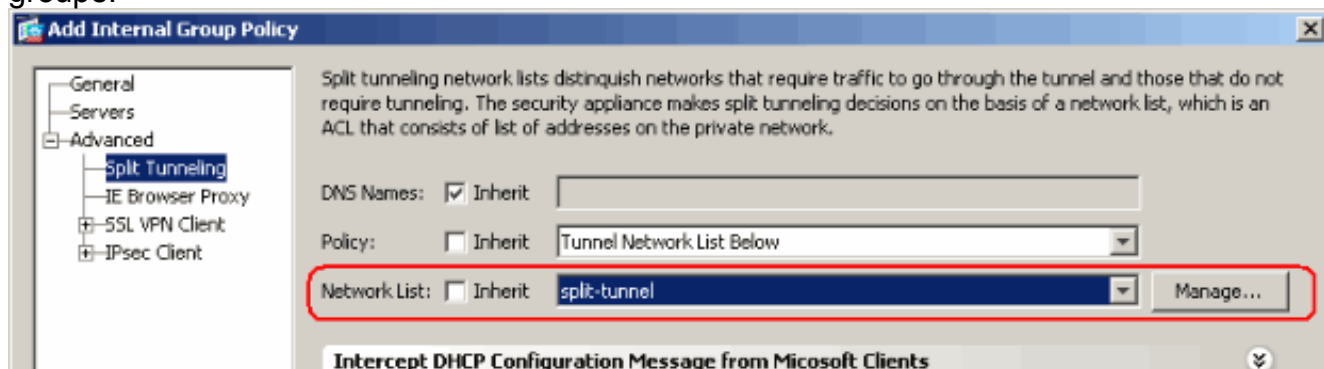 groups.
Add Internal Group Policy
General
Servers
Advanced
Split Tunneling
IE Browser Proxy
SSL VPN Client
IPsec Client
Split tunneling network lists distinguish networks that require traffic to go through the tunnel and those that do not
require tunneling. The security appliance makes split tunneling decisions on the basis of a network list, which is an
ACL that consists of list of addresses on the private network.
DNS Names: Inherit
Policy: Inherit Tunnel Network List Below
Network List: Inherit split-tunnel Manage...
Intercept DHCP Configuration Message from Micosoft Clients